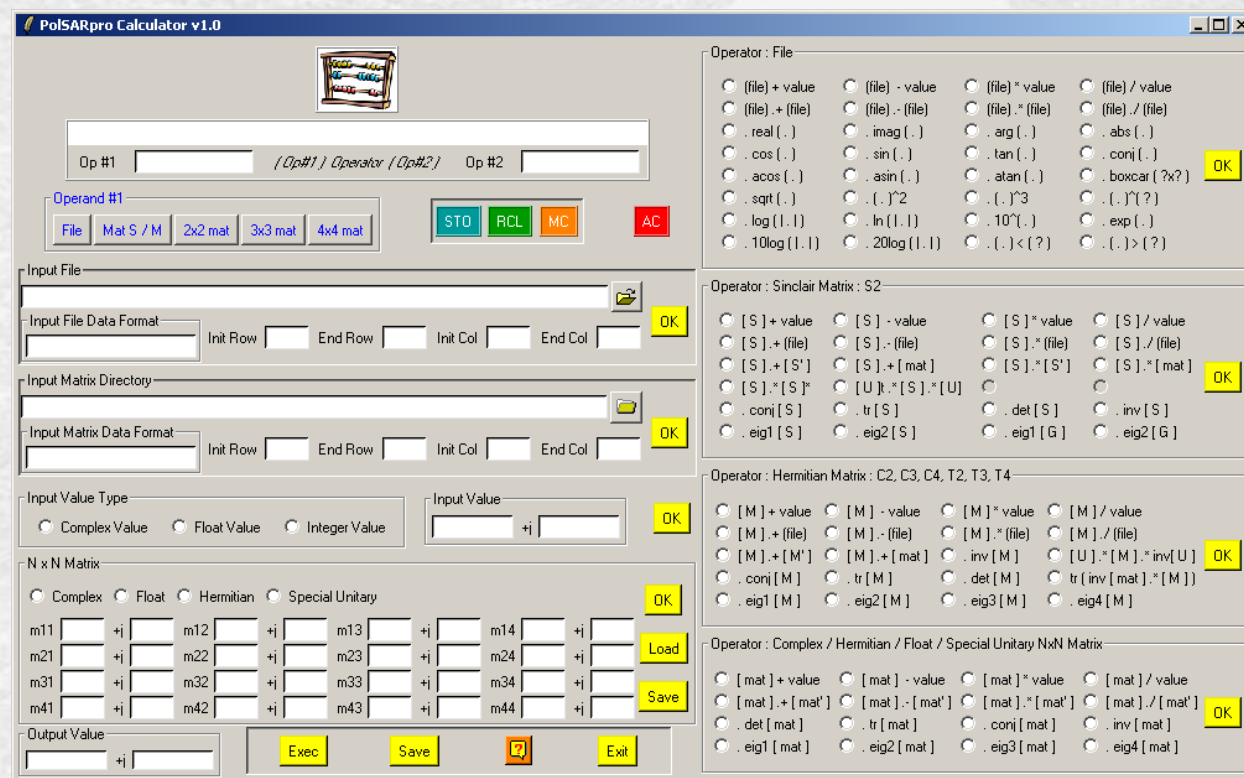 PolSARpro Calculator v1.0
Op #1 ( Op#1 ) Operator ( Op#2 ) Op #2
Operand #1
File Mat S / M 2x2 mat 3x3 mat 4x4 mat
STO RCL MC AC
Input File
OK
Input File Data Format
Init Row End Row Init Col End Col
Input Matrix Directory
OK
Input Matrix Data Format
Init Row End Row Init Col End Col
Input Value Type
Complex Value Float Value Integer Value
Input Value
+j
OK
N x N Matrix
Complex Float Hermitian Special Unitary
OK
m11 +j m12 +j m13 +j m14 +j
Load
m21 +j m22 +j m23 +j m24 +j
m31 +j m32 +j m33 +j m34 +j
Save
m41 +j m42 +j m43 +j m44 +j
Output Value
+j
Exec Save ? Exit
Operator : File
(file) + value (file) - value (file) * value (file) / value
(file) .+ (file) (file) .- (file) (file) .* (file) (file) ./ (file)
. real ( . ) . imag ( . ) . arg ( . ) . abs ( . )
. cos ( . ) . sin ( . ) . tan ( . ) . conj ( . )
OK
. acos ( . ) . asin ( . ) . atan ( . ) . boxcar ( ?x? )
. sqrt ( . ) . ( . )^2 . ( . )^3 . ( . )^( ? )
. log ( | . | ) . ln ( | . | ) . 10^( . ) . exp ( . )
. 10log ( | . | ) . 20log ( | . | ) . ( . ) < ( ? ) . ( . ) > ( ? )
Operator : Sinclair Matrix : S2
[ S ] + value [ S ] - value [ S ] * value [ S ] / value
[ S ] .+ (file) [ S ] .- (file) [ S ] .* (file) [ S ] ./ (file)
[ S ] .+ [ S' ] [ S ] .+ [ mat ] [ S ] .* [ S' ] [ S ] .* [ mat ]
OK
[ S ] .* [ S ]* [ U ]t .* [ S ] .* [ U ]
. conj [ S ] . tr [ S ] . det [ S ] . inv [ S ]
. eig1 [ S ] . eig2 [ S ] . eig1 [ G ] . eig2 [ G ]
Operator : Hermitian Matrix : C2, C3, C4, T2, T3, T4
[ M ] + value [ M ] - value [ M ] * value [ M ] / value
[ M ] .+ (file) [ M ] .- (file) [ M ] .* (file) [ M ] ./ (file)
[ M ] .+ [ M' ] [ M ] .+ [ mat ] . inv [ M ] [ U ] .* [ M ] .* inv[ U ]
OK
. conj [ M ] . tr [ M ] . det [ M ] tr ( inv [ mat ] .* [ M ] )
. eig1 [ M ] . eig2 [ M ] . eig3 [ M ] . eig4 [ M ]
Operator : Complex / Hermitian / Float / Special Unitary NxN Matrix
[ mat ] + value [ mat ] - value [ mat ] * value [ mat ] / value
[ mat ] .+ [ mat' ] [ mat ] .- [ mat' ] [ mat ] .* [ mat' ] [ mat ] ./ [ mat' ]
OK
. det [ mat ] . tr [ mat ] . conj [ mat ] . inv [ mat ]
. eig1 [ mat ] . eig2 [ mat ] . eig3 [ mat ] . eig4 [ mat ]